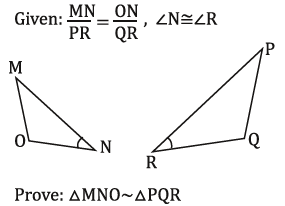 Given: MN/PR = ON/QR , ∠N≅∠R
P
M
O
N
Q
R
Prove: △MNO~△PQR